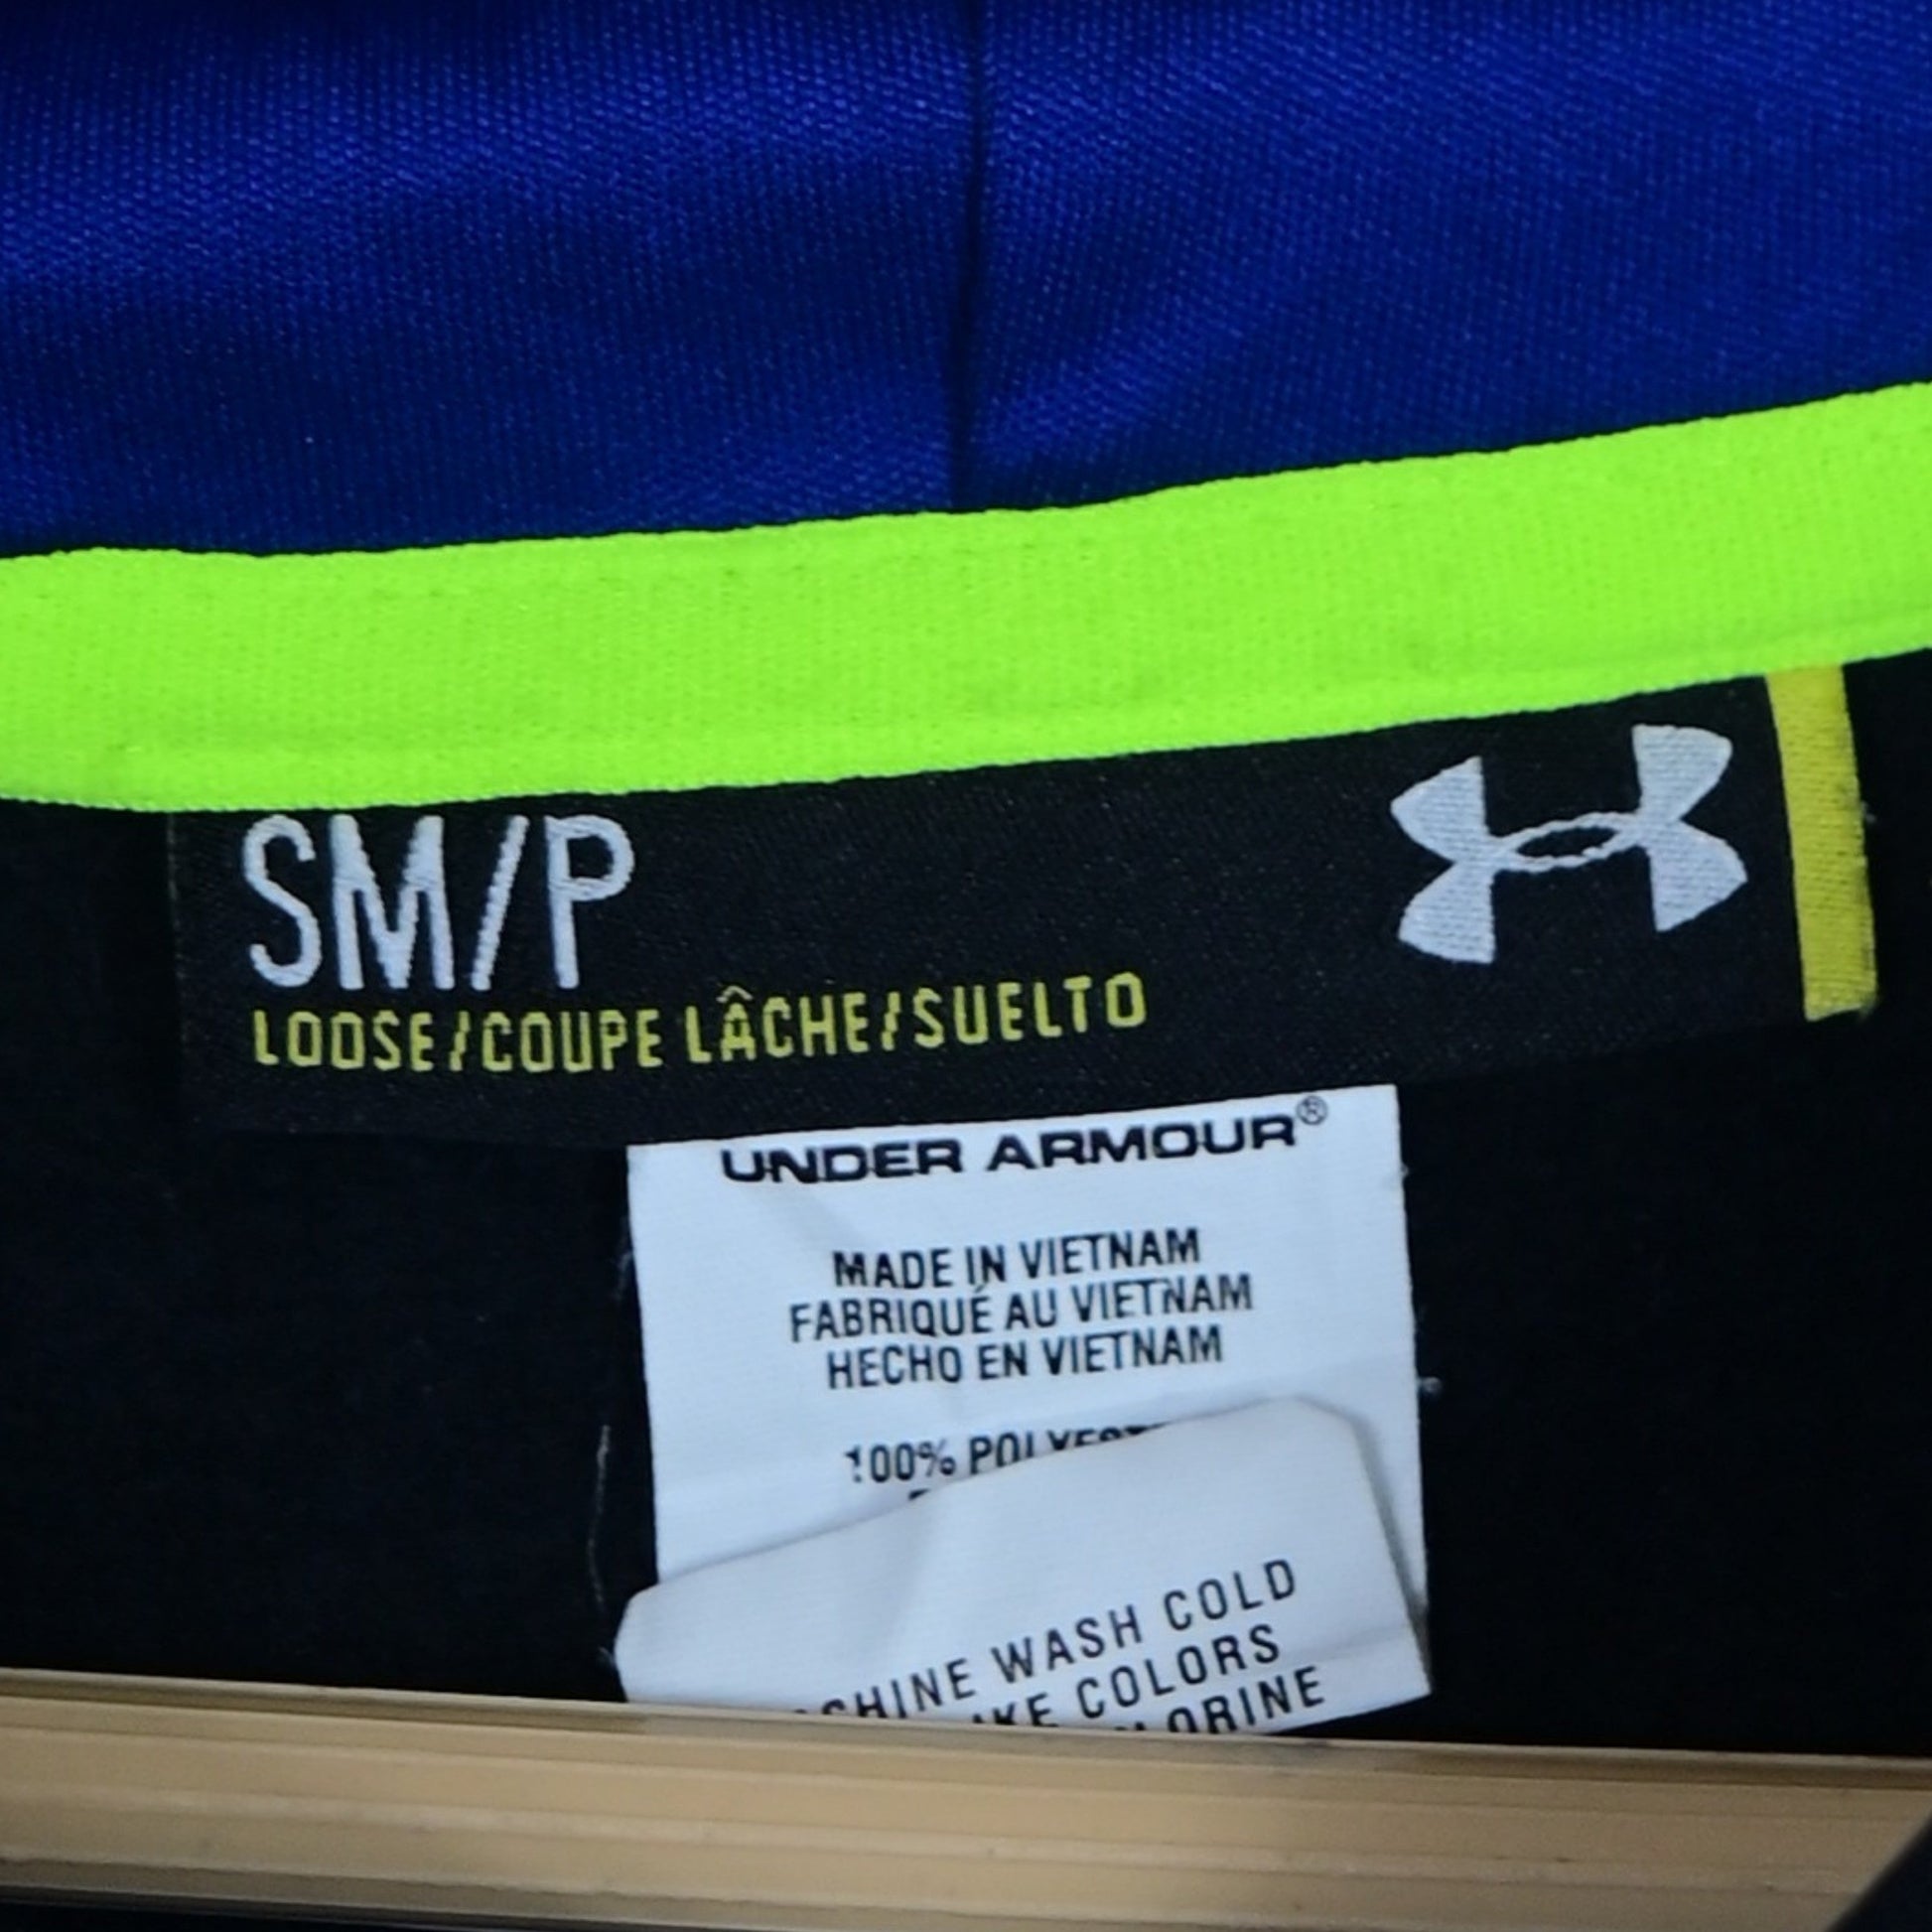 SM/P
LOOSE/COUPE LÂCHE/SUELTO
UNDER ARMOUR®
MADE IN VIETNAM
FABRIQUÉ AU VIETNAM
HECHO EN VIETNAM
100%
WASH COLD
COLORS